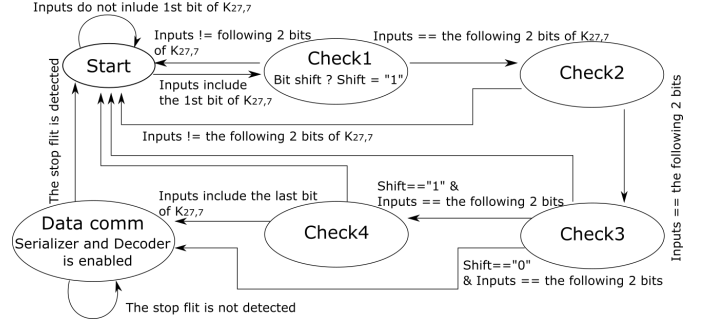 Inputs do not inlude 1st bit of K27,7
Inputs != following 2 bits
of K27,7
Inputs == the following 2 bits of K27,7
Start
Check1
Bit shift ? Shift = "1"
Check2
Inputs include
the 1st bit of K27,7
Inputs != the following 2 bits of K27,7
The stop flit is detected
Inputs == the following 2 bits
Shift=="1" &
Inputs == the following 2 bits
Inputs include the last bit
of K27,7
Data comm
Serializer and Decoder
is enabled
Check4
Check3
Shift=="0"
& Inputs == the following 2 bits
The stop flit is not detected